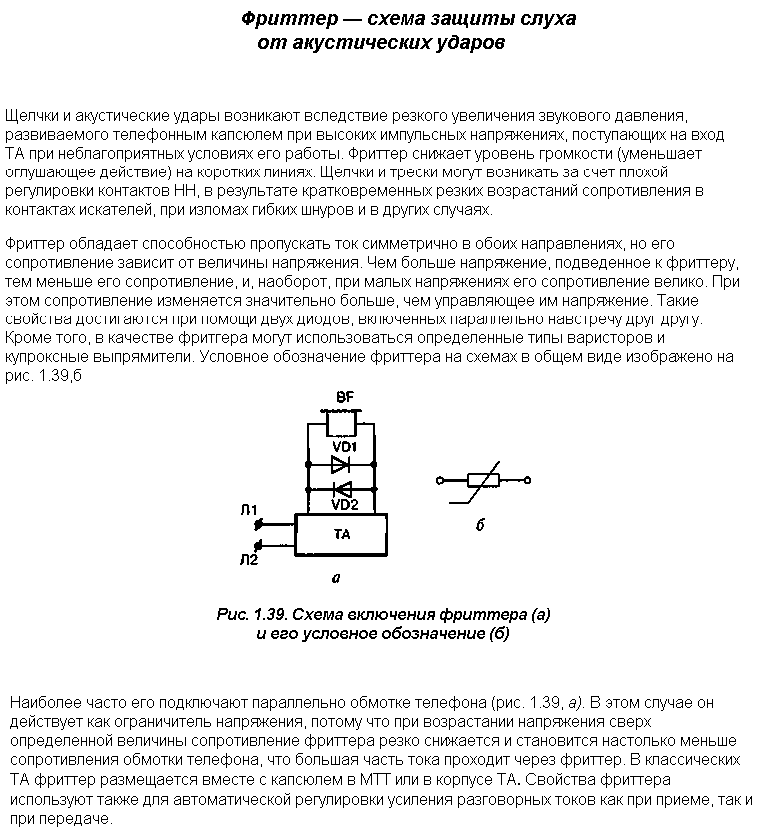 Фриттер — схема защиты слуха
от акустических ударов
Щелчки и акустические удары возникают вследствие резкого увеличения звукового давления,
развиваемого телефонным капсюлем при высоких импульсных напряжениях, поступающих на вход
ТА при неблагоприятных условиях его работы. Фриттер снижает уровень громкости (уменьшает
оглушающее действие) на коротких линиях. Щелчки и трески могут возникать за счет плохой
регулировки контактов НН, в результате кратковременных резких возрастаний сопротивления в
контактах искателей, при изломах гибких шнуров и в других случаях.
Фриттер обладает способностью пропускать ток симметрично в обоих направлениях, но его
сопротивление зависит от величины напряжения. Чем больше напряжение, подведенное к фриттеру,
тем меньше его сопротивление, и, наоборот, при малых напряжениях его сопротивление велико. При
этом сопротивление изменяется значительно больше, чем управляющее им напряжение. Такие
свойства достигаются при помощи двух диодов, включенных параллельно навстречу друг другу.
Кроме того, в качестве фритгера могут использоваться определенные типы варисторов и
купроксные выпрямители. Условное обозначение фриттера на схемах в общем виде изображено на
рис. 1.39,б
BF
VD1
VD2
Л1
ТА
Л2
а
б
Рис. 1.39. Схема включения фриттера (а)
и его условное обозначение (б)
Наиболее часто его подключают параллельно обмотке телефона (рис. 1.39, а). В этом случае он
действует как ограничитель напряжения, потому что при возрастании напряжения сверх
определенной величины сопротивление фриттера резко снижается и становится настолько меньше
сопротивления обмотки телефона, что большая часть тока проходит через фриттер. В классических
ТА фриттер размещается вместе с капсюлем в МТТ или в корпусе ТА. Свойства фриттера
используют также для автоматической регулировки усиления разговорных токов как при приеме, так и
при передаче.